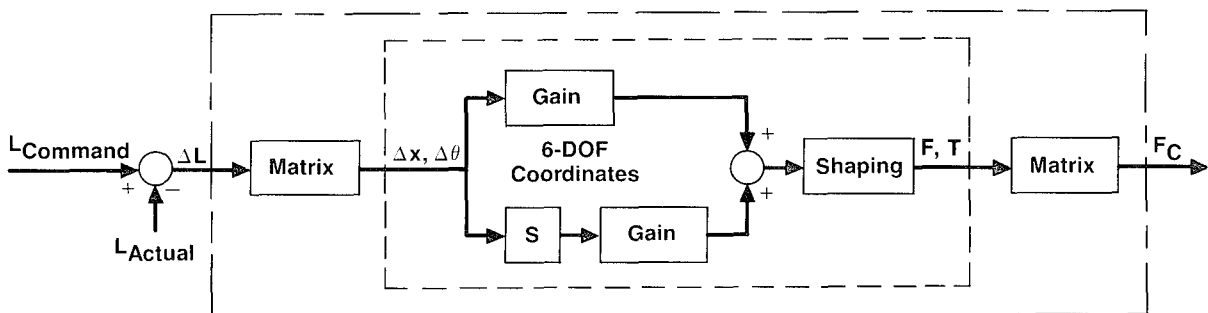 L Command
+
−
ΔL
L Actual
Matrix
Δx, Δθ
Gain
6-DOF
Coordinates
S
Gain
+
+
Shaping
F, T
Matrix
F C